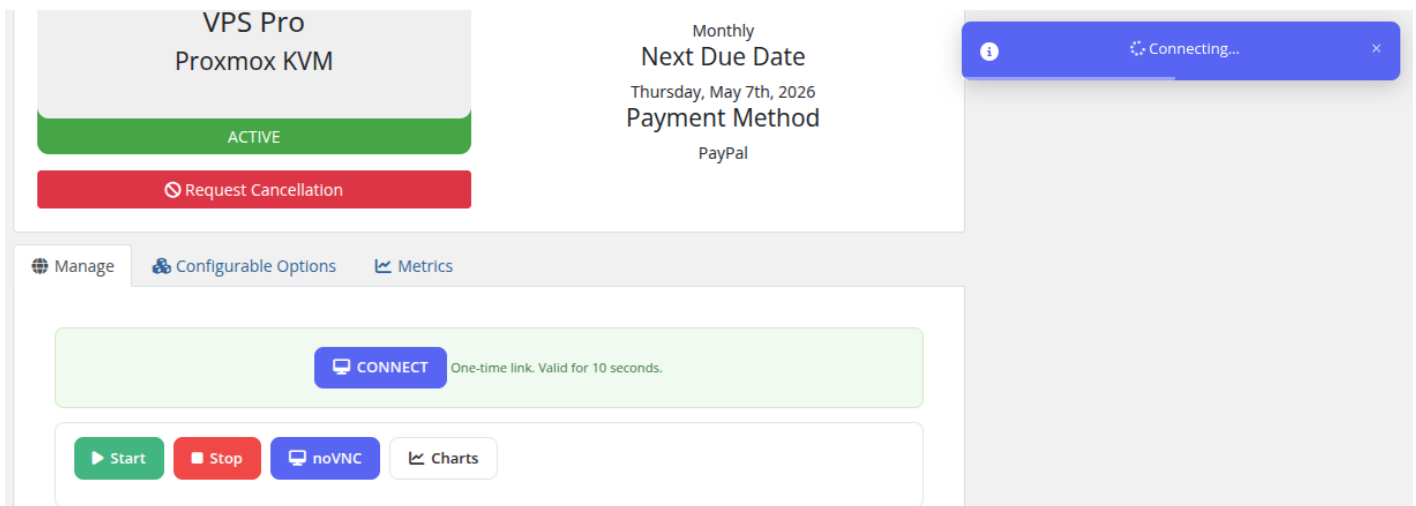 VPS Pro
Proxmox KVM
ACTIVE
Request Cancellation
Monthly
Next Due Date
Thursday, May 7th, 2026
Payment Method
PayPal
Connecting...
Manage
Configurable Options
Metrics
CONNECT One-time link. Valid for 10 seconds.
Start
Stop
noVNC
Charts